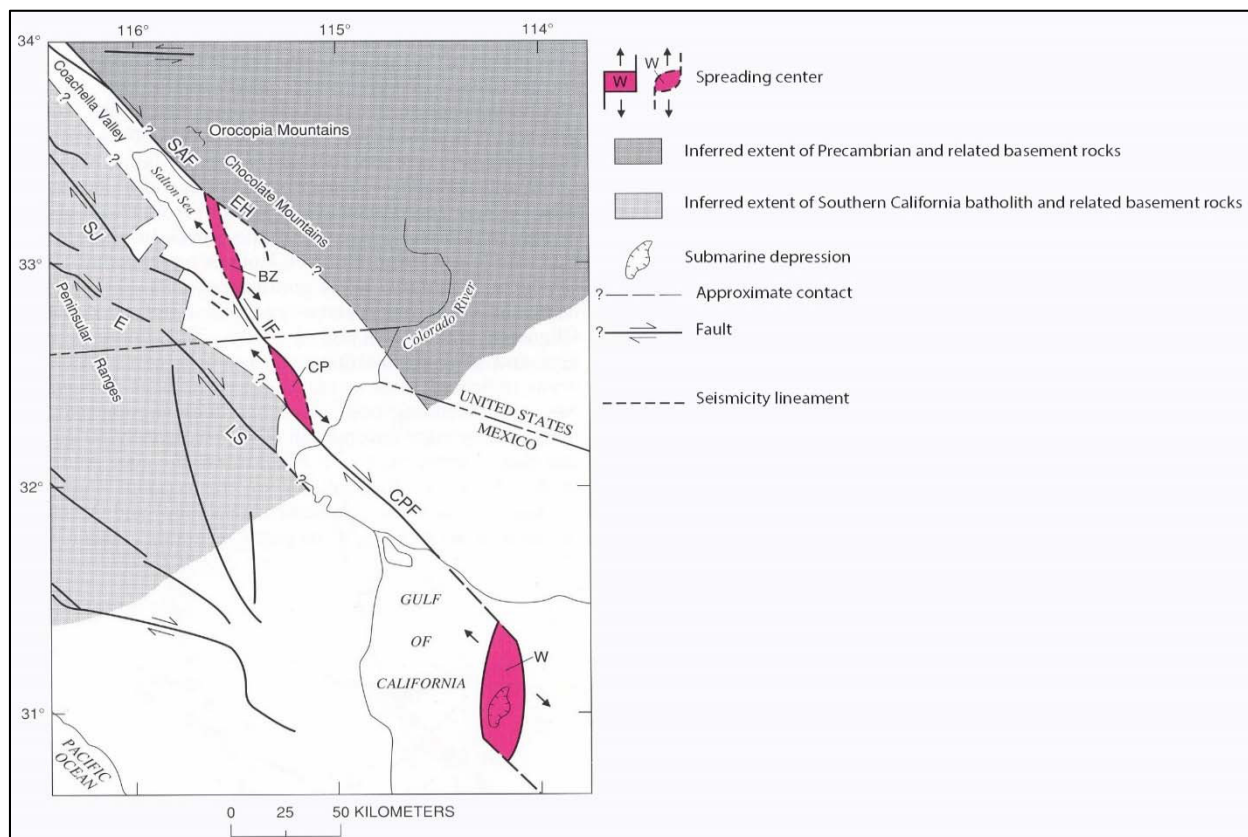 116°
115°
114°
34°
33°
32°
31°
Coachella Valley
?
?
?
SAF
Orocopia Mountains
Salton Sea
Chocolate Mountains
EH
SJ
BZ
?
Peninsular
Ranges
E
IF
Colorado River
CP
?
UNITED STATES
MEXICO
LS
?
CPF
GULF
OF
CALIFORNIA
W
PACIFIC
OCEAN
0 25 50 KILOMETERS
W W Spreading center
Inferred extent of Precambrian and related basement rocks
Inferred extent of Southern California batholith and related basement rocks
Submarine depression
? Approximate contact
? Fault
Seismicity lineament